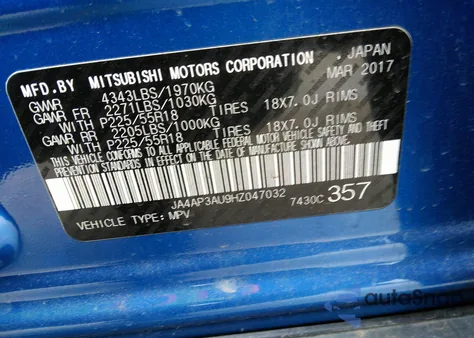 MFD.BY MITSUBISHI MOTORS CORPORATION , JAPAN
MAR 2017
GVWR 4343LBS/1970KG
GAWR FR 2271LBS/1030KG
WITH P225/55R18 TIRES 18X7.0J RIMS
GAWR RR 2205LBS/1000KG
WITH P225/55R18 TIRES 18X7.0J RIMS
THIS VEHICLE CONFORMS TO ALL APPLICABLE FEDERAL MOTOR VEHICLE SAFETY, BUMPER, AND THEFT
PREVENTION STANDARDS IN EFFECT ON THE DATE OF MANUFACTURE SHOWN ABOVE.
JA4AP3AU9HZ047032 7430C 357
VEHICLE TYPE: MPV
autoSnap